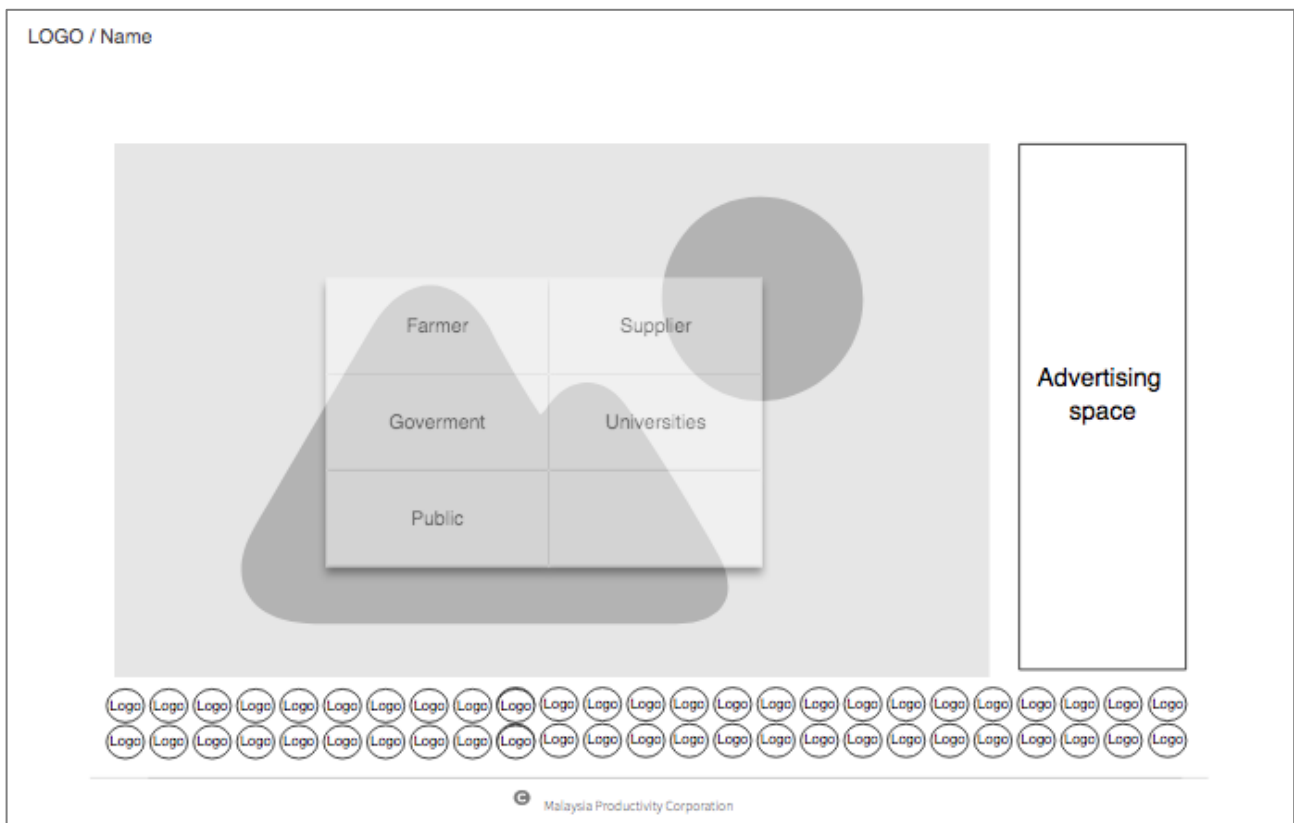 LOGO / Name
Farmer Supplier
Advertising
space
Goverment Universities
Public
Logo Logo Logo Logo Logo Logo Logo Logo Logo Logo Logo Logo Logo Logo Logo Logo Logo Logo Logo Logo Logo Logo Logo Logo Logo
Logo Logo Logo Logo Logo Logo Logo Logo Logo Logo Logo Logo Logo Logo Logo Logo Logo Logo Logo Logo Logo Logo Logo Logo Logo
© Malaysia Productivity Corporation